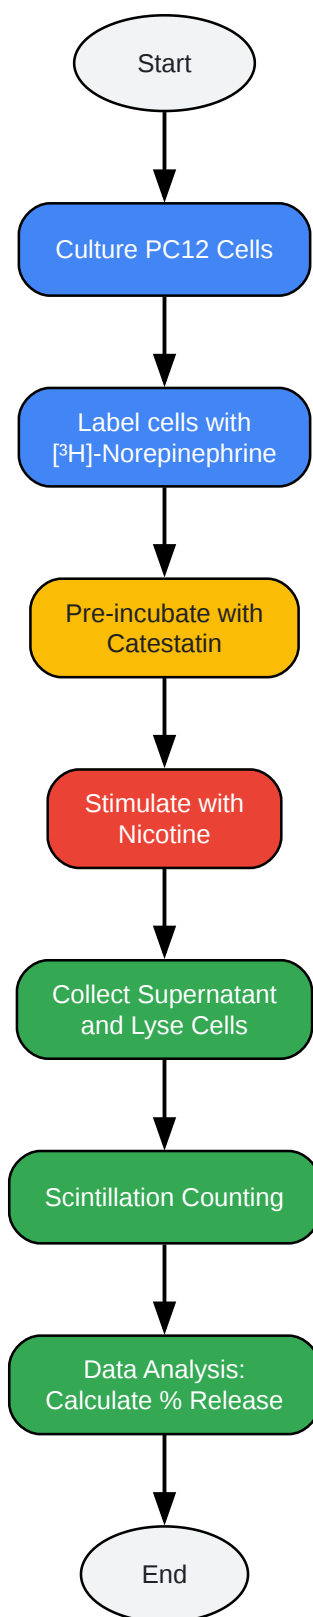 Start
Culture PC12 Cells
Label cells with
[³H]-Norepinephrine
Pre-incubate with
Catestatin
Stimulate with
Nicotine
Collect Supernatant
and Lyse Cells
Scintillation Counting
Data Analysis:
Calculate % Release
End